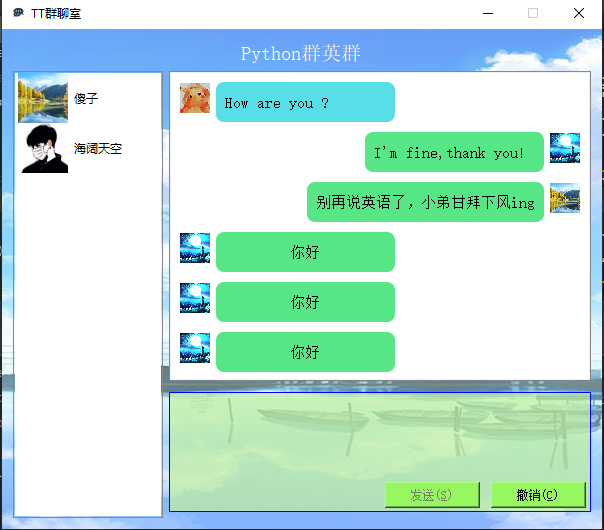 TT群聊室
Python群英群
傻子
海阔天空
How are you ?
I'm fine,thank you!
别再说英语了，小弟甘拜下风ing
你好
你好
你好
发送(S)
撤销(C)